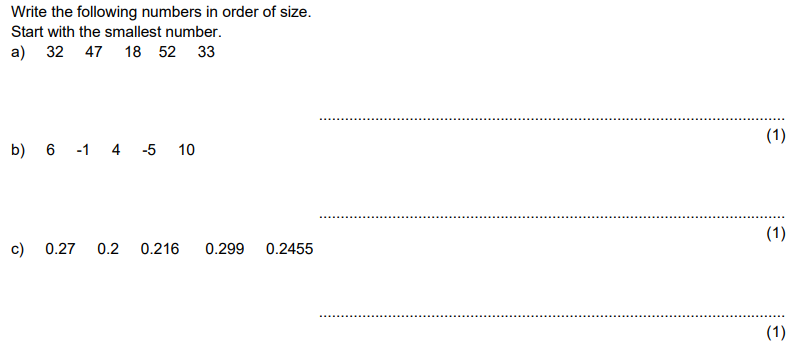 Write the following numbers in order of size.
Start with the smallest number.
a) 32 47 18 52 33
................................................................................
(1)
b) 6 -1 4 -5 10
................................................................................
(1)
c) 0.27 0.2 0.216 0.299 0.2455
................................................................................
(1)